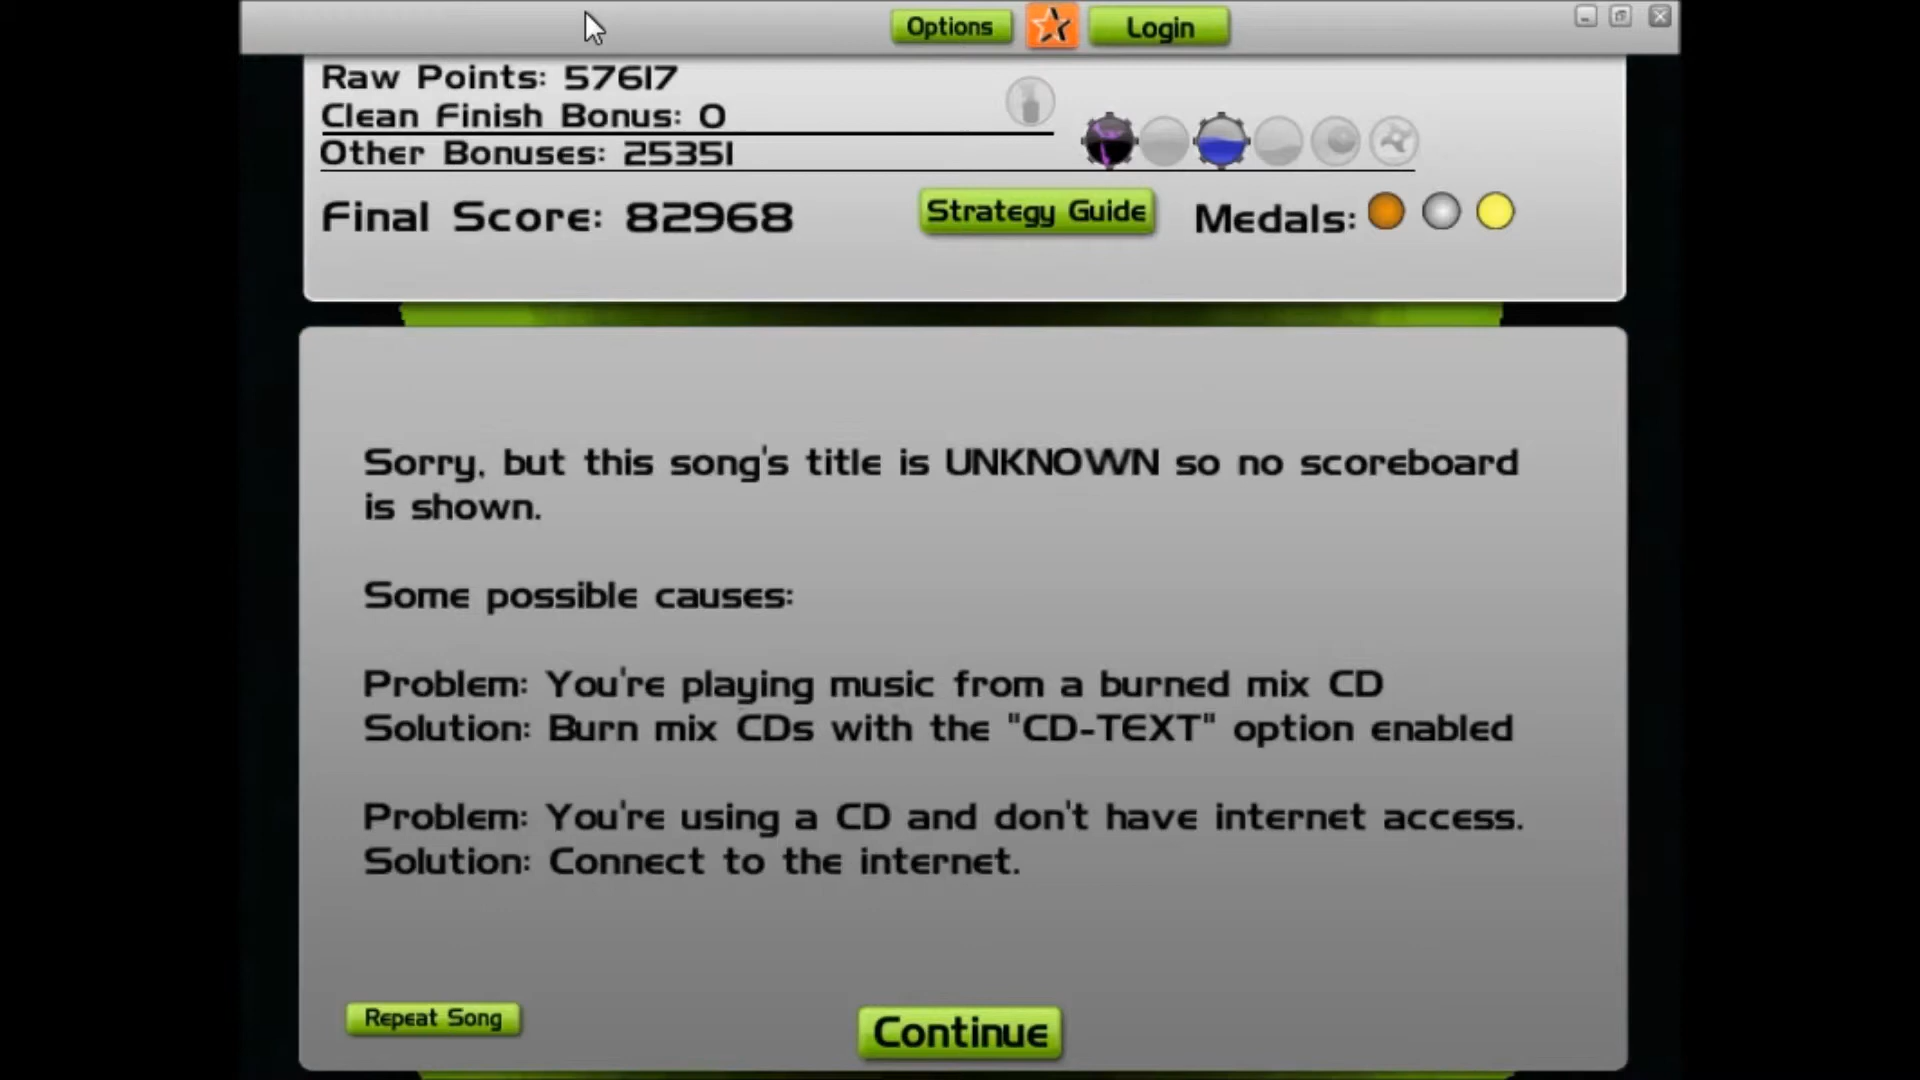 Options
Login
Raw Points: 57617
Clean Finish Bonus: 0
Other Bonuses: 25351
Final Score: 82968
Strategy Guide
Medals:
Sorry, but this song's title is UNKNOWN so no scoreboard
is shown.
Some possible causes:
Problem: You're playing music from a burned mix CD
Solution: Burn mix CDs with the "CD-TEXT" option enabled
Problem: You're using a CD and don't have internet access.
Solution: Connect to the internet.
Repeat Song
Continue